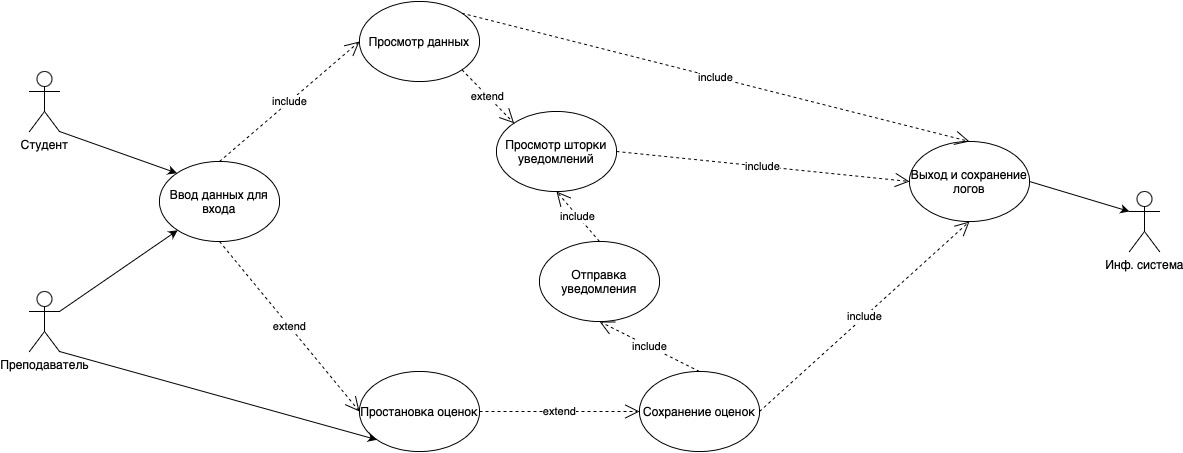 Просмотр данных
include
include
extend
Студент
Просмотр шторки
уведомлений
include
Выход и сохранение
логов
Ввод данных для
входа
include
Инф. система
Отправка
уведомления
extend
include
include
Преподаватель
Простановка оценок
extend
Сохранение оценок